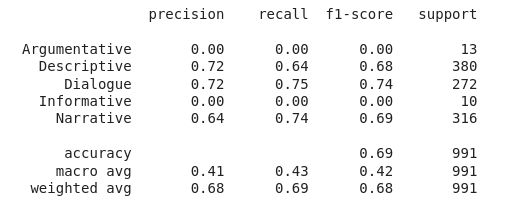 precision recall f1-score support
Argumentative 0.00 0.00 0.00 13
Descriptive 0.72 0.64 0.68 380
Dialogue 0.72 0.75 0.74 272
Informative 0.00 0.00 0.00 10
Narrative 0.64 0.74 0.69 316
accuracy 0.69 991
macro avg 0.41 0.43 0.42 991
weighted avg 0.68 0.69 0.68 991